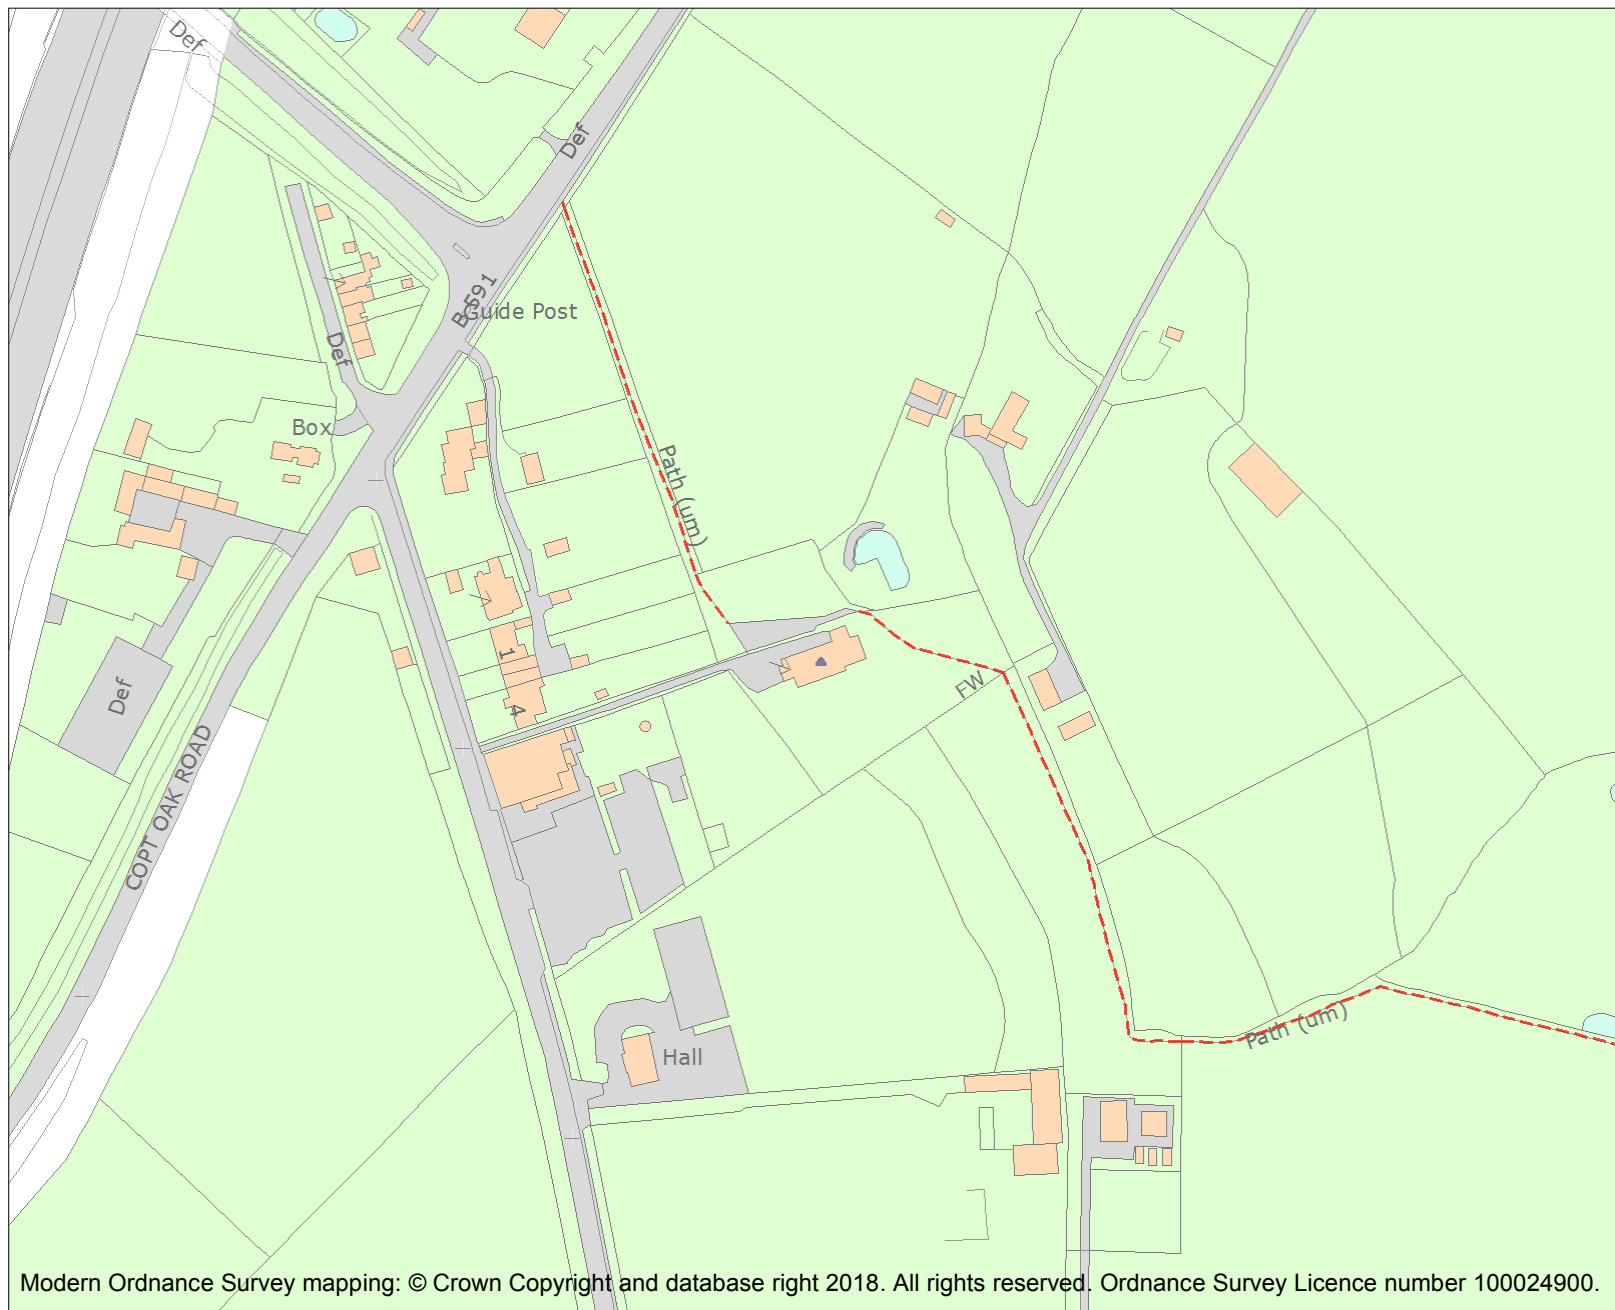 Def
Def
B 591
Guide Post
Def
Box
Path (um)
1
4
FW
Def
COPT OAK ROAD
Path (um)
Hall
Modern Ordnance Survey mapping: © Crown Copyright and database right 2018. All rights reserved. Ordnance Survey Licence number 100024900.